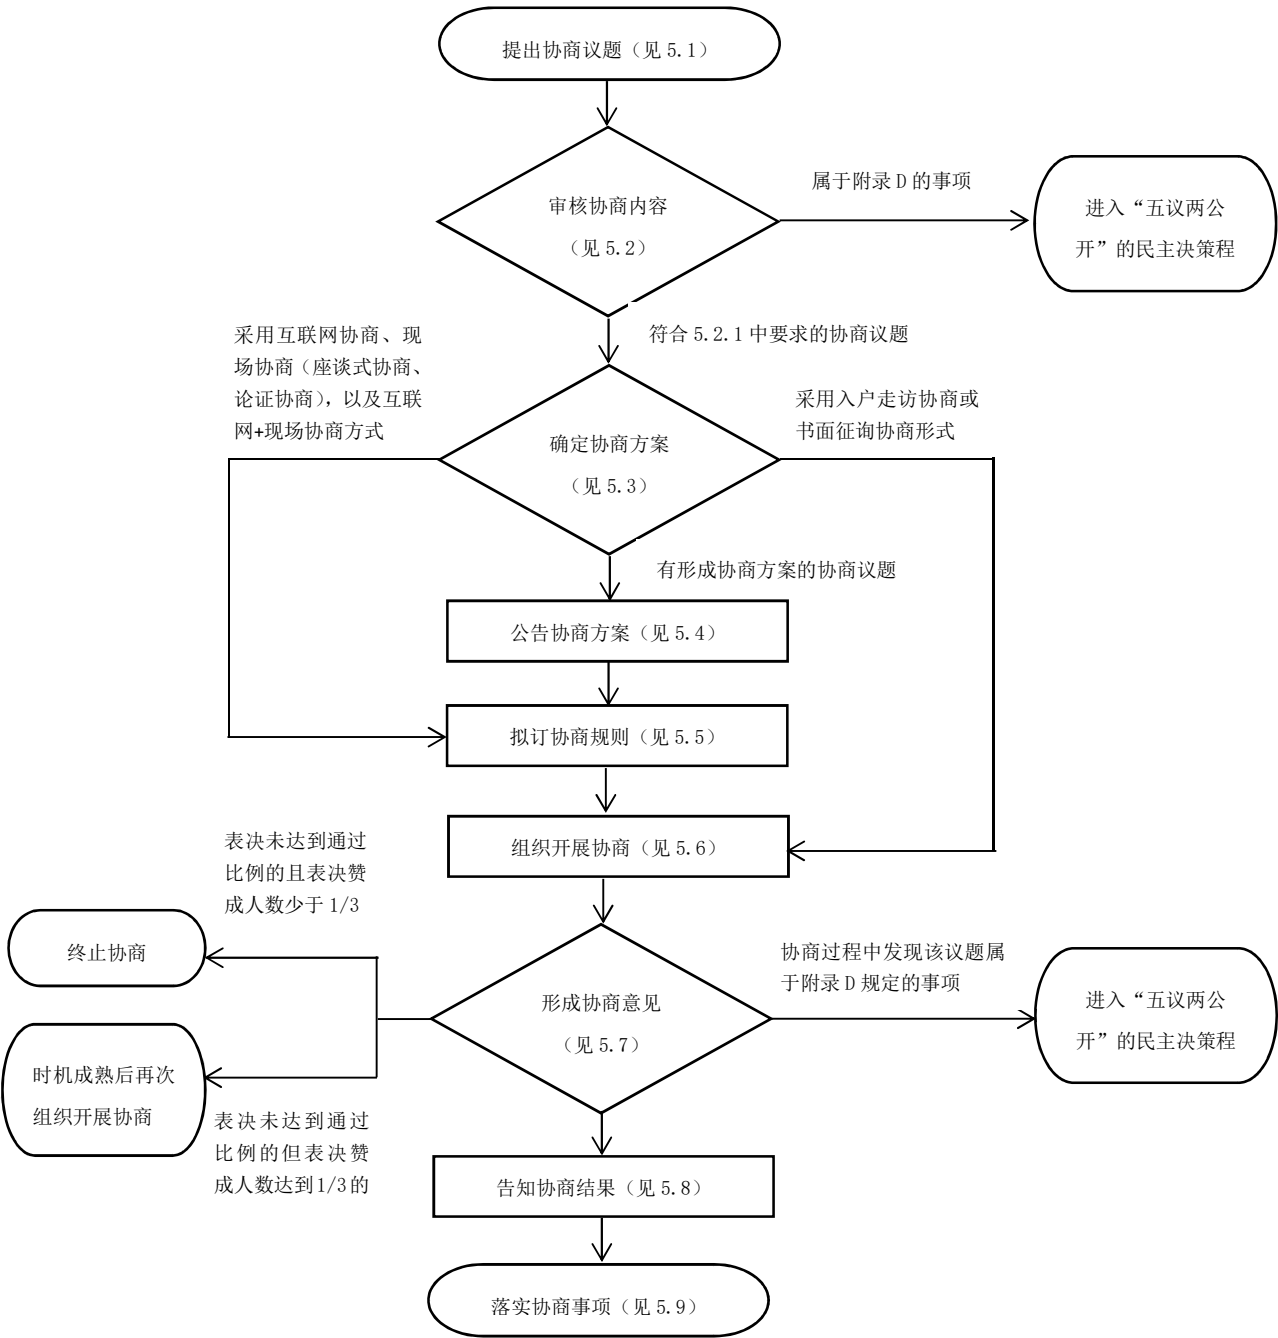 提出协商议题（见 5.1）
审核协商内容
（见 5.2）
属于附录 D 的事项
进入“五议两公
开”的民主决策程
符合 5.2.1 中要求的协商议题
采用互联网协商、现
场协商（座谈式协商、
论证协商），以及互联
网+现场协商方式
采用入户走访协商或
书面征询协商形式
确定协商方案
（见 5.3）
有形成协商方案的协商议题
公告协商方案（见 5.4）
拟订协商规则（见 5.5）
组织开展协商（见 5.6）
表决未达到通过
比例的且表决赞
成人数少于 1/3
终止协商
形成协商意见
（见 5.7）
协商过程中发现该议题属
于附录 D 规定的事项
进入“五议两公
开”的民主决策程
时机成熟后再次
组织开展协商
表决未达到通过
比例的但表决赞
成人数达到 1/3 的
告知协商结果（见 5.8）
落实协商事项（见 5.9）